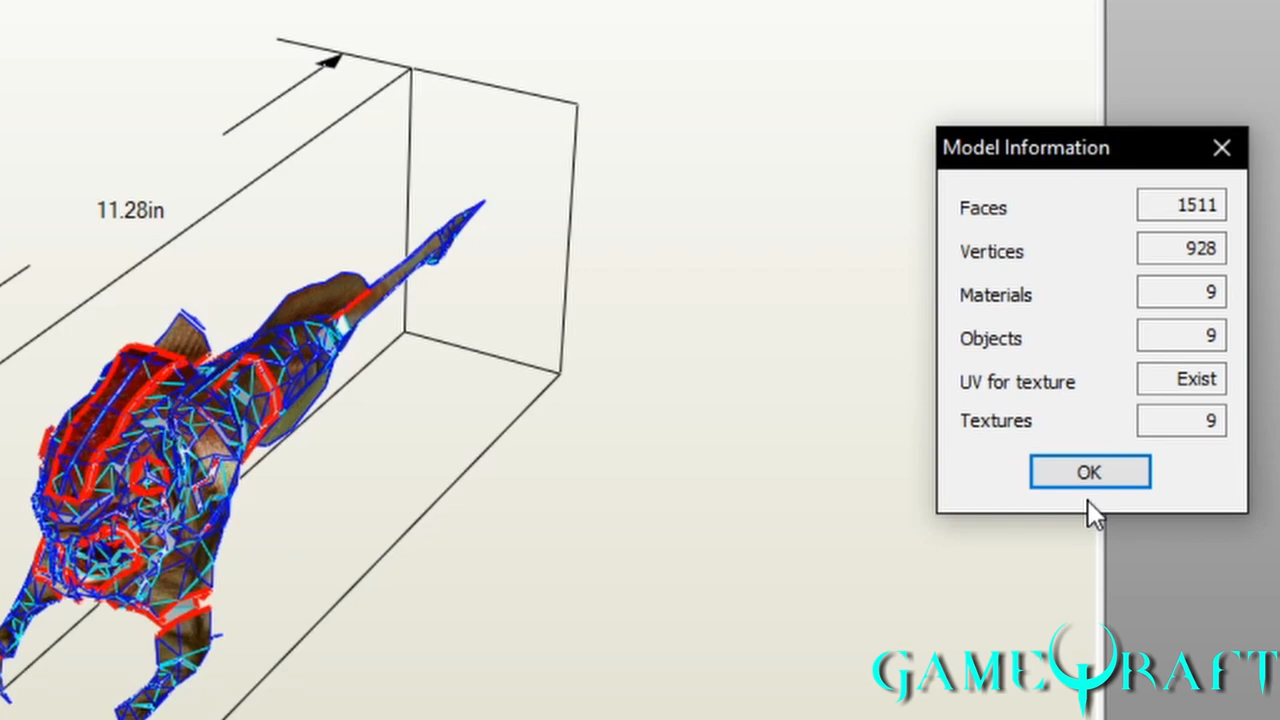 11.28in
Model Information
Faces 1511
Vertices 928
Materials 9
Objects 9
UV for texture Exist
Textures 9
OK
GAMECRAFT